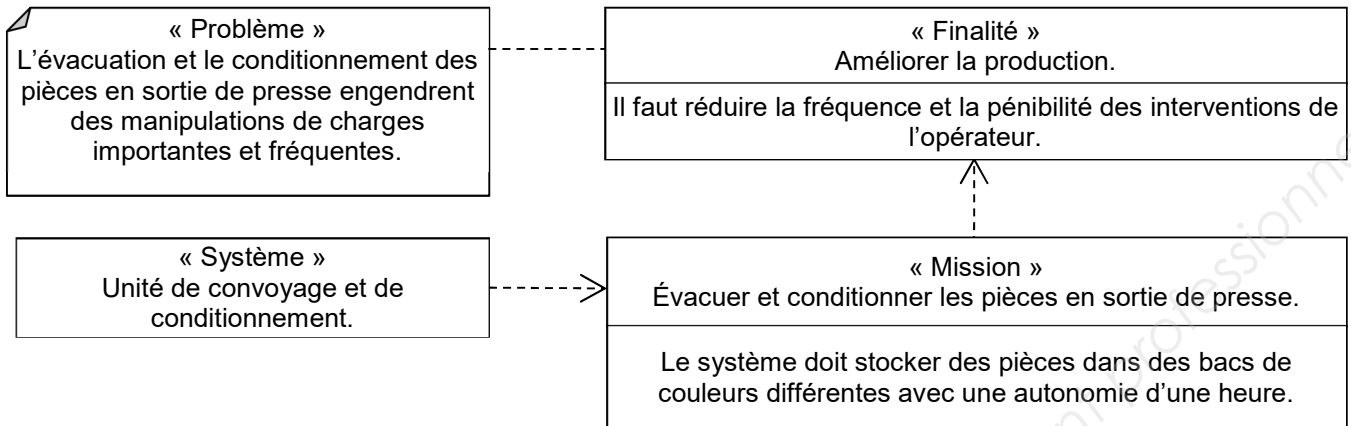 « Problème »
L’évacuation et le conditionnement des
pièces en sortie de presse engendrent
des manipulations de charges
importantes et fréquentes.
« Finalité »
Améliorer la production.
Il faut réduire la fréquence et la pénibilité des interventions de
l’opérateur.
« Système »
Unité de convoyage et de
conditionnement.
« Mission »
Évacuer et conditionner les pièces en sortie de presse.
Le système doit stocker des pièces dans des bacs de
couleurs différentes avec une autonomie d’une heure.